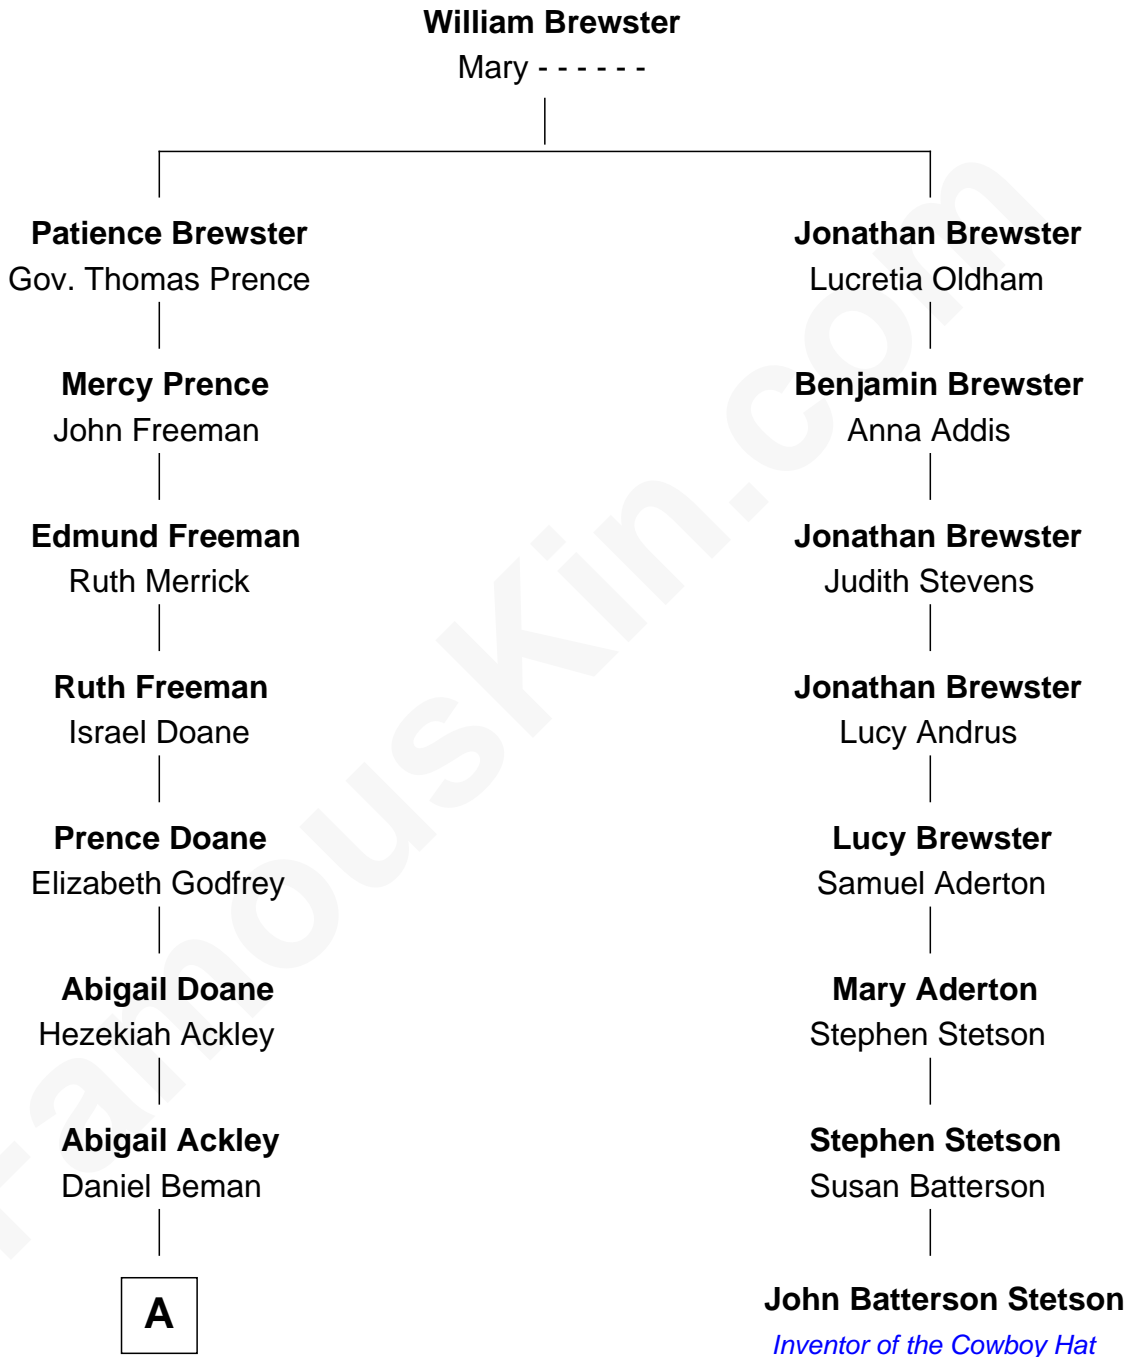 William Brewster
Mary - - - - - -
Patience Brewster
Gov. Thomas Prence
Jonathan Brewster
Lucretia Oldham
Mercy Prence
John Freeman
Benjamin Brewster
Anna Addis
Edmund Freeman
Ruth Merrick
Jonathan Brewster
Judith Stevens
Ruth Freeman
Israel Doane
Jonathan Brewster
Lucy Andrus
Prence Doane
Elizabeth Godfrey
Lucy Brewster
Samuel Aderton
Abigail Doane
Hezekiah Ackley
Mary Aderton
Stephen Stetson
Abigail Ackley
Daniel Beman
Stephen Stetson
Susan Batterson
A
John Batterson Stetson
Inventor of the Cowboy Hat
FamousKin.com